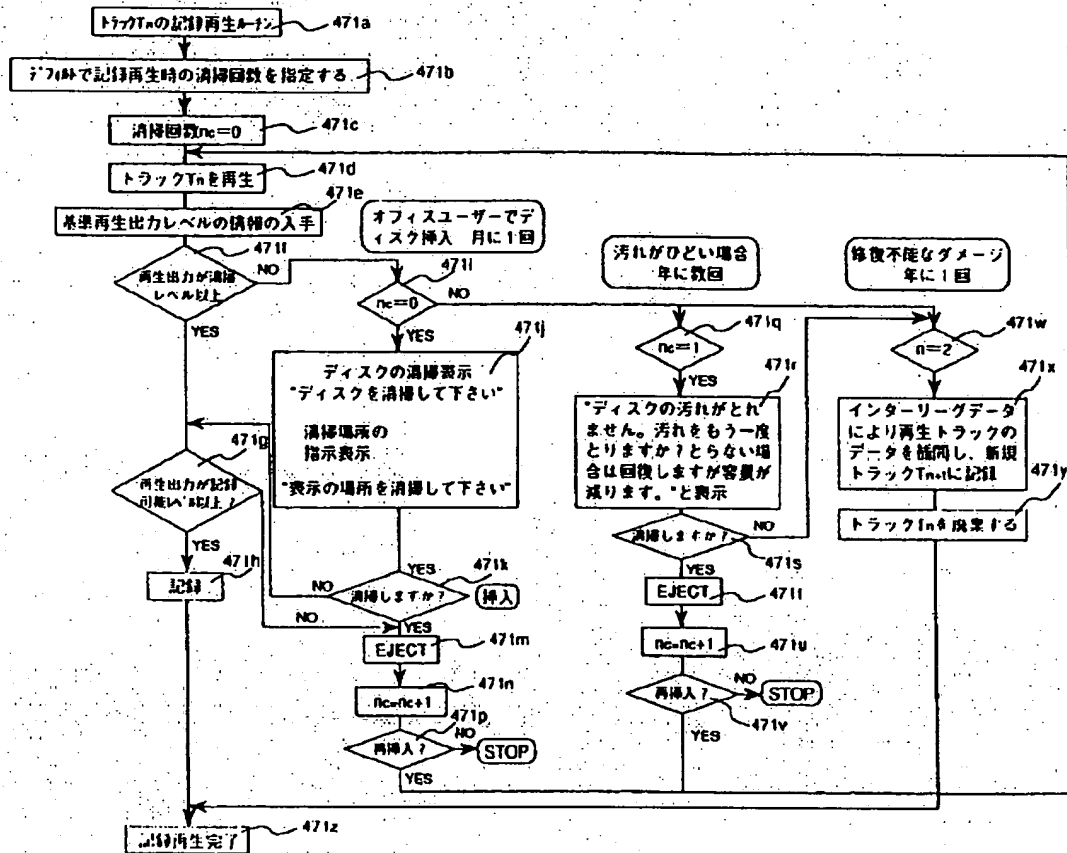 トラックTnの記録再生ルーチン
471a
デフォルトで記録再生時の清掃回数を指定する
471b
清掃回数nc=0
471c
トラックTnを再生
471d
471e
基準再生出力レベルの情報の入手
471f
再生出力が清掃
レベル以上
NO
YES
オフィスユーザーでデ
ィスク挿入 月に1回
471i
nc=0
NO
YES
汚れがひどい場合
年に数回
修復不能なダメージ
年に1回
471j
ディスクの清掃表示
"ディスクを清掃して下さい"
清掃場所の
指示表示
"表示の場所を清掃して下さい"
471q
nc=1
YES
471r
"ディスクの汚れがとれ
ません。汚れをもう一度
とりますか?とらない場
合は回復しますが容量が
減ります。"と表示
471w
n=2
471x
インターリーグデータ
により再生トラックの
データを補間し、新規
トラックTn+1に記録
471y
トラックTnを廃棄する
471g
再生出力が記録
可能レベル以上?
YES
NO
471h
記録
YES
471k
清掃しますか?
NO
挿入
YES
EJECT
471m
471n
nc=nc+1
471p
再挿入?
NO
STOP
YES
清掃しますか?
NO
471s
YES
EJECT
471t
nc=nc+1
471u
再挿入?
NO
STOP
471v
YES
記録再生完了
471z